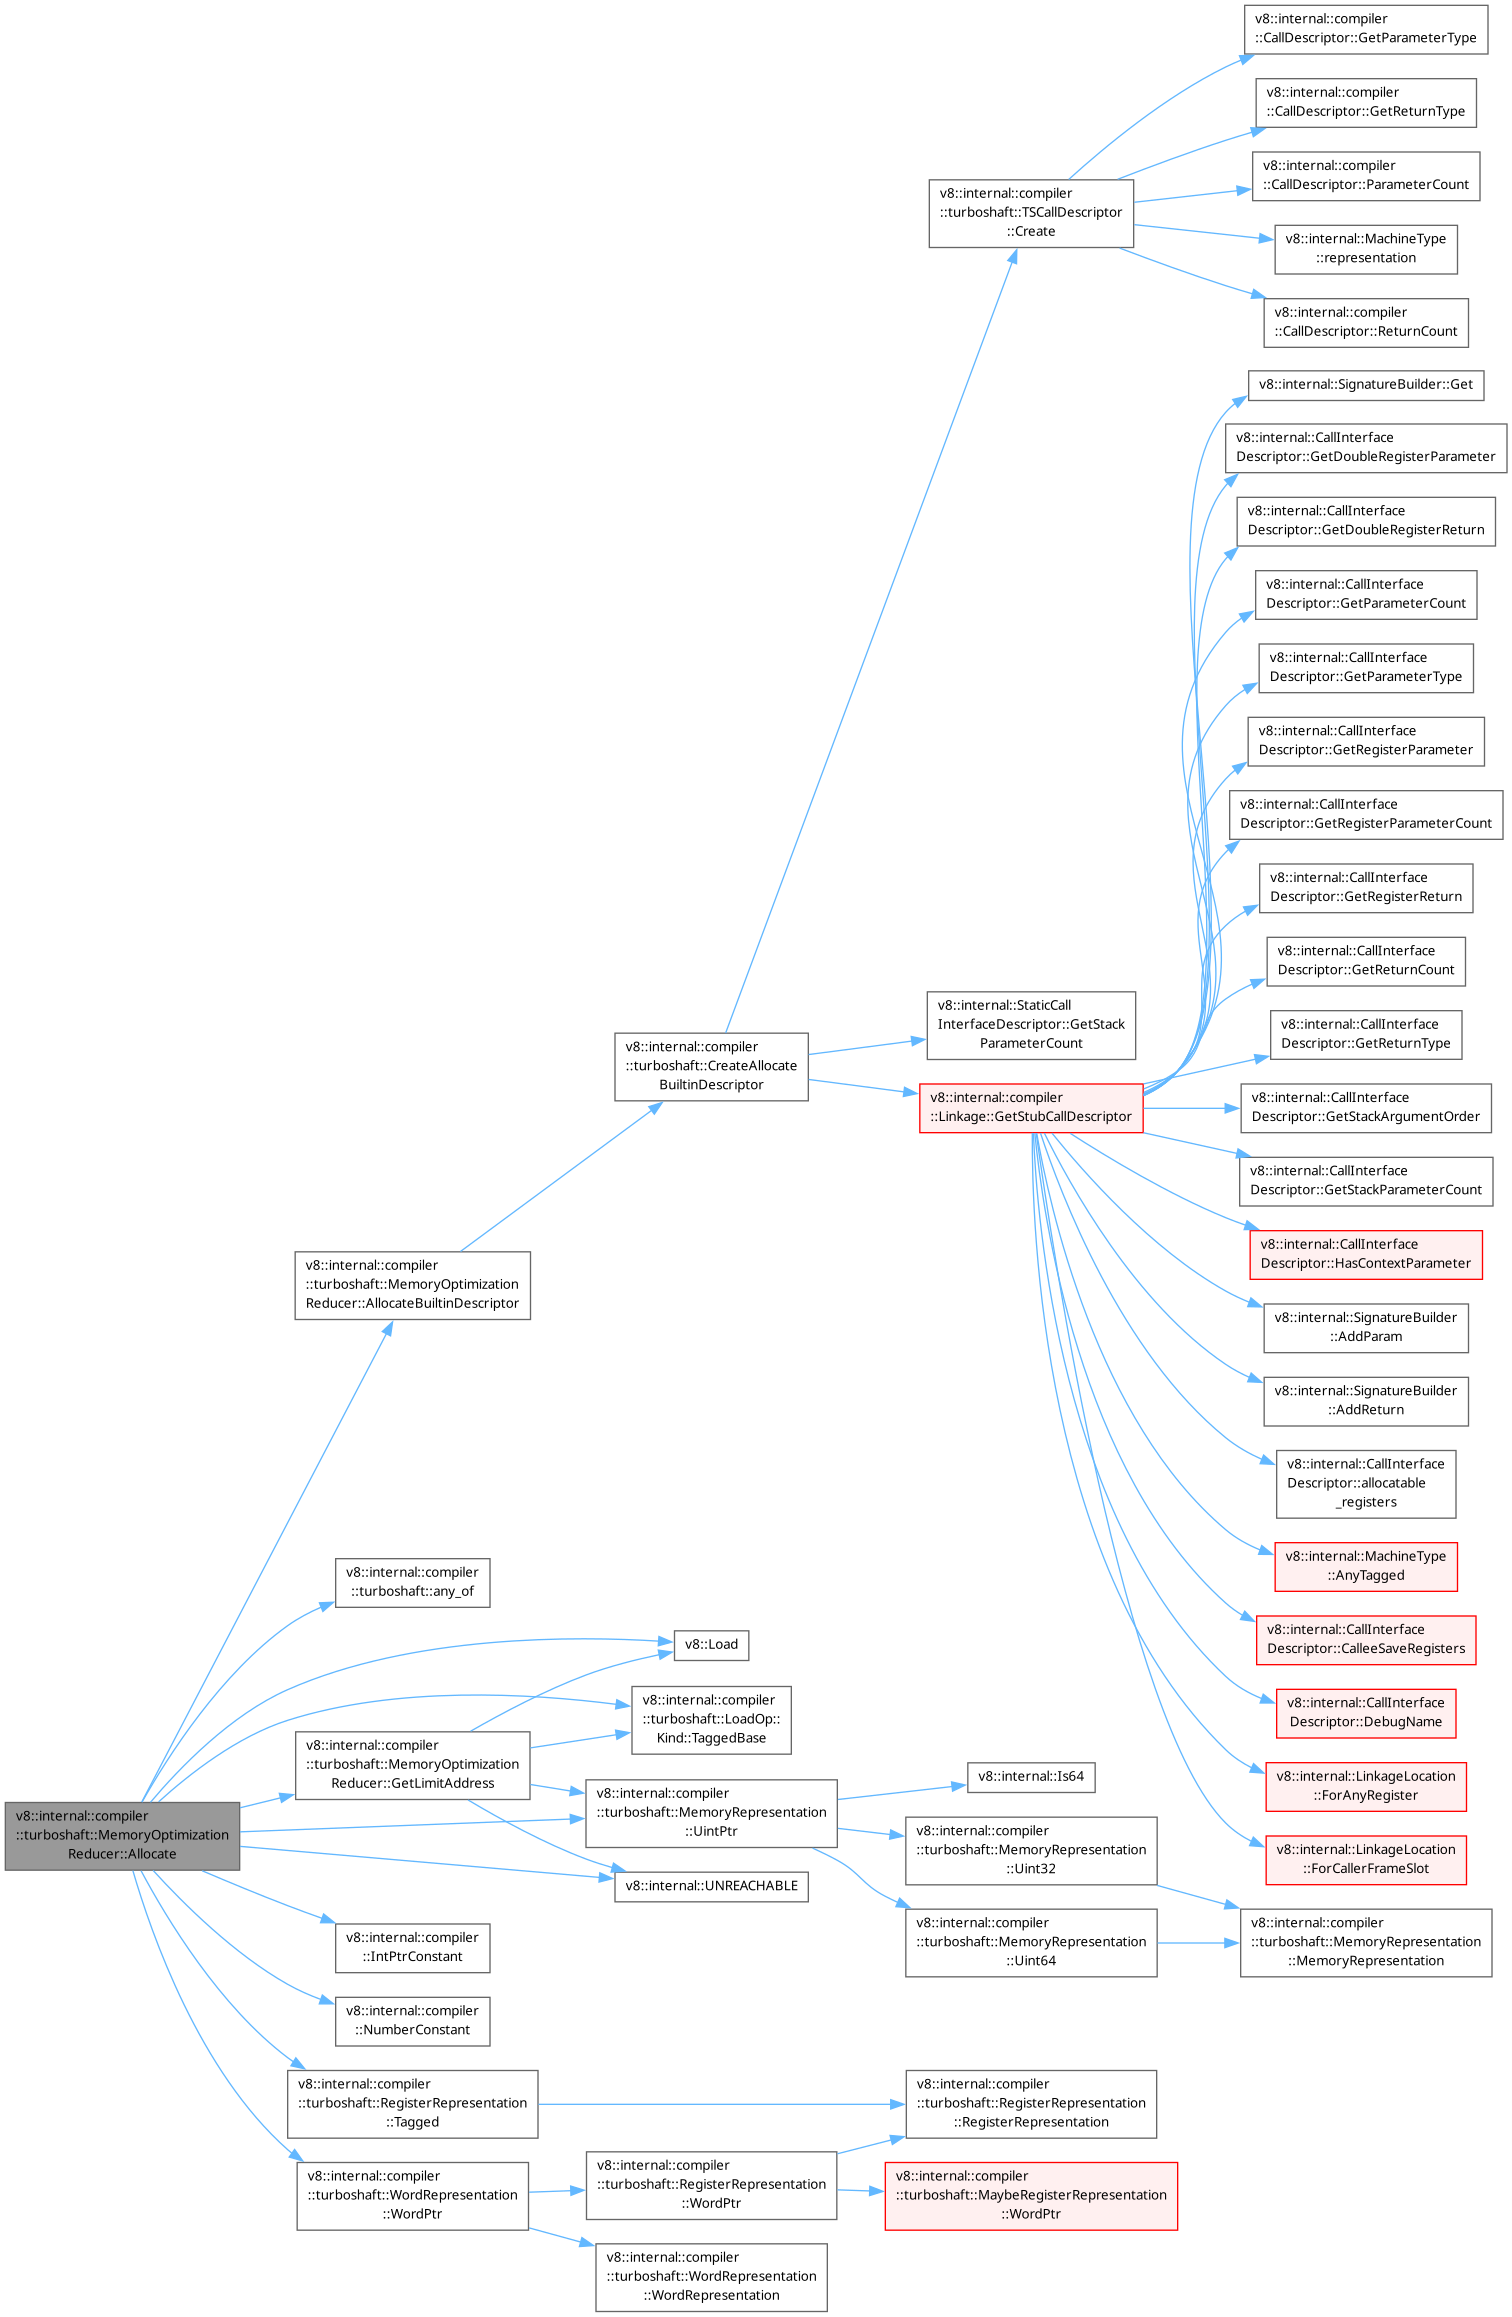 v8::internal::compiler
::CallDescriptor::GetParameterType
v8::internal::compiler
::CallDescriptor::GetReturnType
v8::internal::compiler
::CallDescriptor::ParameterCount
v8::internal::compiler
::turboshaft::TSCallDescriptor
::Create
v8::internal::MachineType
::representation
v8::internal::compiler
::CallDescriptor::ReturnCount
v8::internal::SignatureBuilder::Get
v8::internal::CallInterface
Descriptor::GetDoubleRegisterParameter
v8::internal::CallInterface
Descriptor::GetDoubleRegisterReturn
v8::internal::CallInterface
Descriptor::GetParameterCount
v8::internal::CallInterface
Descriptor::GetParameterType
v8::internal::CallInterface
Descriptor::GetRegisterParameter
v8::internal::CallInterface
Descriptor::GetRegisterParameterCount
v8::internal::CallInterface
Descriptor::GetRegisterReturn
v8::internal::CallInterface
Descriptor::GetReturnCount
v8::internal::StaticCall
InterfaceDescriptor::GetStack
ParameterCount
v8::internal::CallInterface
Descriptor::GetReturnType
v8::internal::compiler
::turboshaft::CreateAllocate
BuiltinDescriptor
v8::internal::compiler
::Linkage::GetStubCallDescriptor
v8::internal::CallInterface
Descriptor::GetStackArgumentOrder
v8::internal::CallInterface
Descriptor::GetStackParameterCount
v8::internal::CallInterface
Descriptor::HasContextParameter
v8::internal::compiler
::turboshaft::MemoryOptimization
Reducer::AllocateBuiltinDescriptor
v8::internal::SignatureBuilder
::AddParam
v8::internal::SignatureBuilder
::AddReturn
v8::internal::CallInterface
Descriptor::allocatable
_registers
v8::internal::MachineType
::AnyTagged
v8::internal::compiler
::turboshaft::any_of
v8::internal::CallInterface
Descriptor::CalleeSaveRegisters
v8::Load
v8::internal::CallInterface
Descriptor::DebugName
v8::internal::compiler
::turboshaft::LoadOp::
Kind::TaggedBase
v8::internal::compiler
::turboshaft::MemoryOptimization
Reducer::GetLimitAddress
v8::internal::Is64
v8::internal::LinkageLocation
::ForAnyRegister
v8::internal::compiler
::turboshaft::MemoryOptimization
Reducer::Allocate
v8::internal::compiler
::turboshaft::MemoryRepresentation
::UintPtr
v8::internal::compiler
::turboshaft::MemoryRepresentation
::Uint32
v8::internal::LinkageLocation
::ForCallerFrameSlot
v8::internal::UNREACHABLE
v8::internal::compiler
::IntPtrConstant
v8::internal::compiler
::turboshaft::MemoryRepresentation
::Uint64
v8::internal::compiler
::turboshaft::MemoryRepresentation
::MemoryRepresentation
v8::internal::compiler
::NumberConstant
v8::internal::compiler
::turboshaft::RegisterRepresentation
::Tagged
v8::internal::compiler
::turboshaft::RegisterRepresentation
::RegisterRepresentation
v8::internal::compiler
::turboshaft::WordRepresentation
::WordPtr
v8::internal::compiler
::turboshaft::RegisterRepresentation
::WordPtr
v8::internal::compiler
::turboshaft::MaybeRegisterRepresentation
::WordPtr
v8::internal::compiler
::turboshaft::WordRepresentation
::WordRepresentation